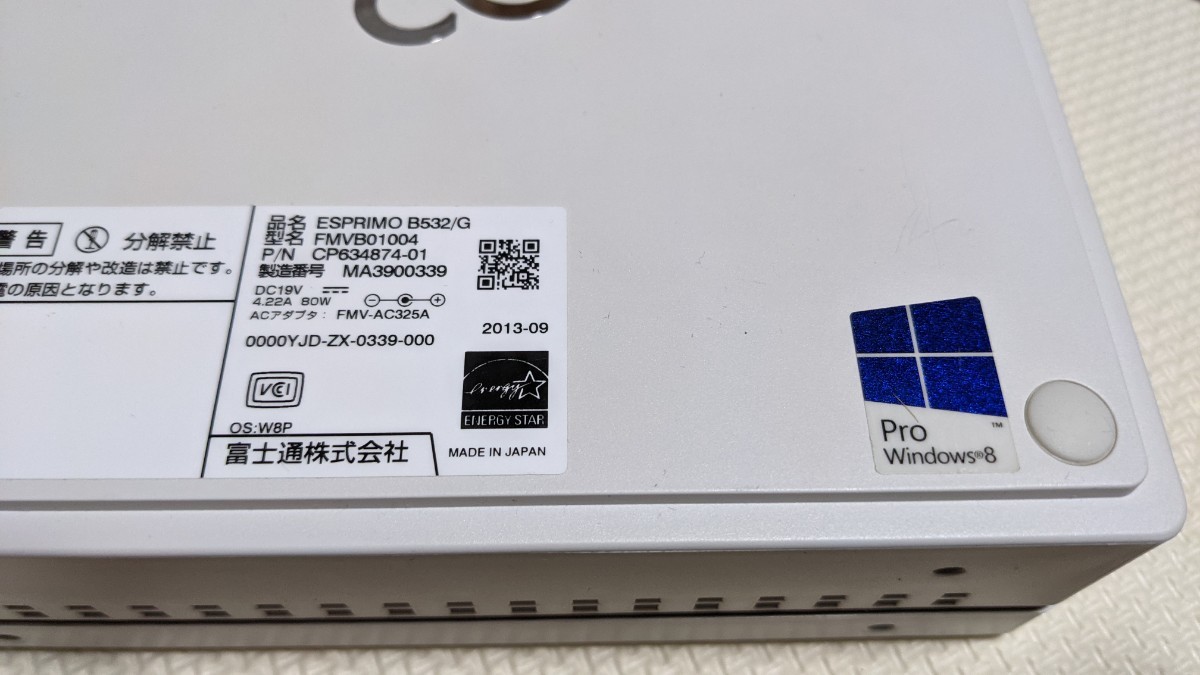 警告 分解禁止
場所の分解や改造は禁止です。
電の原因となります。
品名 ESPRIMO B532/G
型名 FMVB01004
P/N CP634874-01
製造番号 MA3900339
DC19V
4.22A 80W
ACアダプタ: FMV-AC325A
2013-09
0000YJD-ZX-0339-000
VCI
energy
ENERGY STAR
OS:W8P
富士通株式会社
MADE IN JAPAN
Pro ™
Windows®8